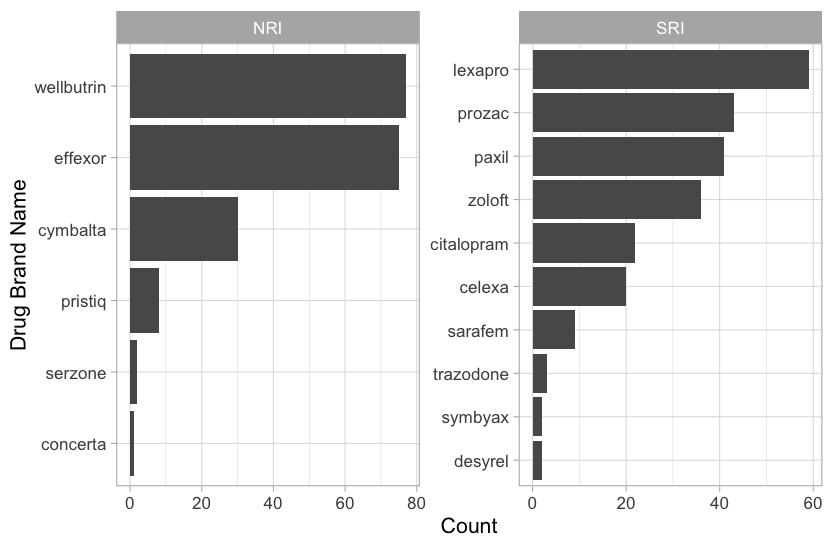 NRI
SRI
Drug Brand Name
wellbutrin
effexor
cymbalta
pristiq
serzone
concerta
0 20 40 60 80
lexapro
prozac
paxil
zoloft
citalopram
celexa
sarafem
trazodone
symbyax
desyrel
0 20 40 60
Count